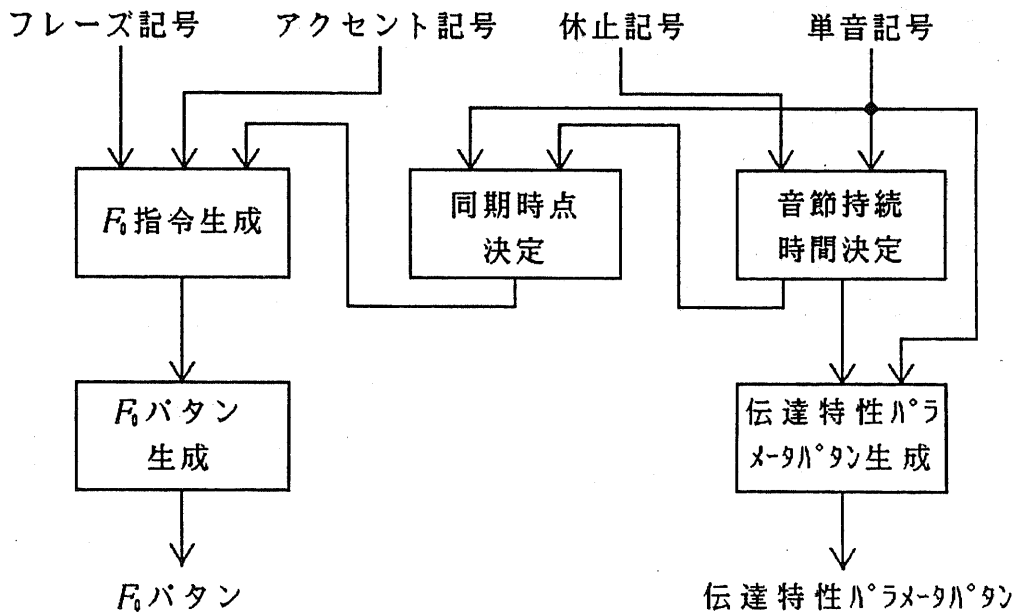 フレーズ記号
アクセント記号
休止記号
単音記号
F₀指令生成
同期時点
決定
音節持続
時間決定
F₀パタン
生成
伝達特性パラ
メータパタン生成
F₀パタン
伝達特性パラメータパタン